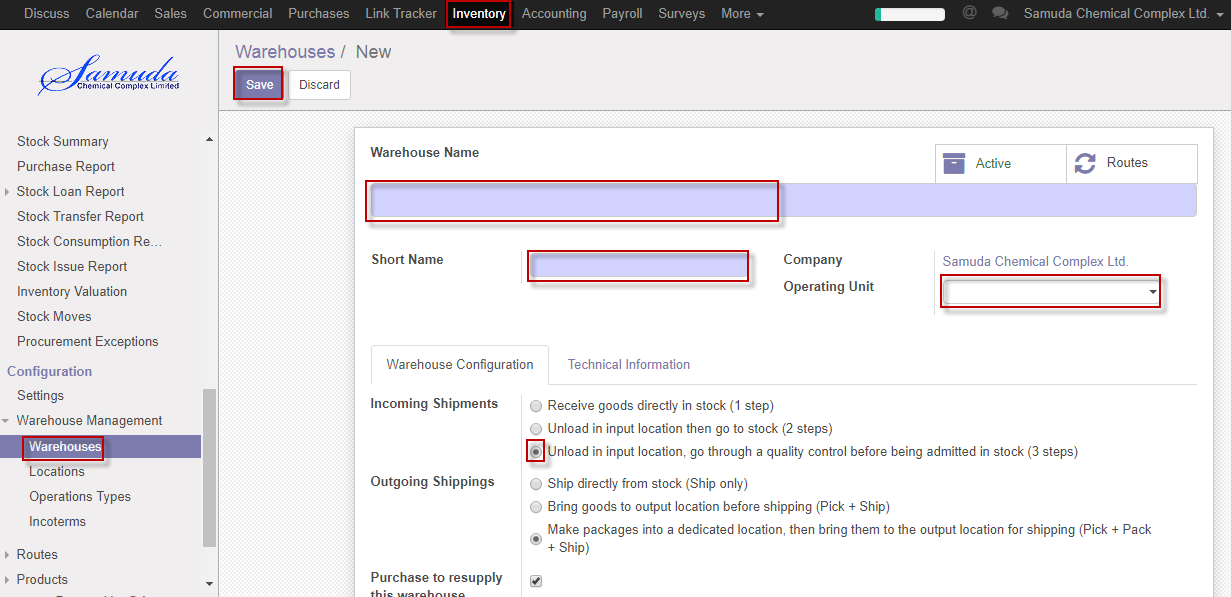 Discuss Calendar Sales Commercial Purchases Link Tracker Inventory Accounting Payroll Surveys More @ Samuda Chemical Complex Ltd.
Samuda
Chemical Complex Limited
Warehouses / New
Save Discard
Stock Summary
Purchase Report
Stock Loan Report
Stock Transfer Report
Stock Consumption Re...
Stock Issue Report
Inventory Valuation
Stock Moves
Procurement Exceptions
Configuration
Settings
Warehouse Management
Warehouses
Locations
Operations Types
Incoterms
Routes
Products
Warehouse Name
Active
Routes
Short Name
Company Samuda Chemical Complex Ltd.
Operating Unit
Warehouse Configuration Technical Information
Incoming Shipments
Receive goods directly in stock (1 step)
Unload in input location then go to stock (2 steps)
Unload in input location, go through a quality control before being admitted in stock (3 steps)
Outgoing Shippings
Ship directly from stock (Ship only)
Bring goods to output location before shipping (Pick + Ship)
Make packages into a dedicated location, then bring them to the output location for shipping (Pick + Pack
+ Ship)
Purchase to resupply
this warehouse